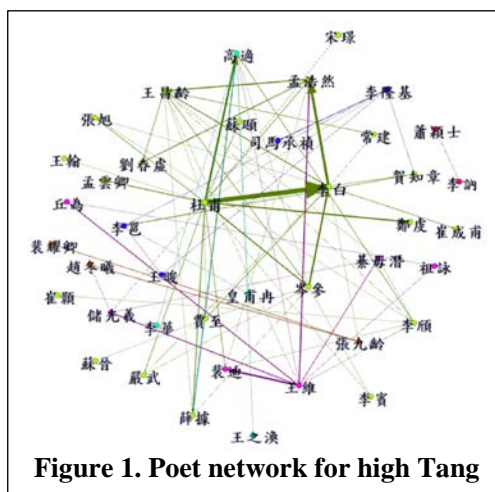 宋璟
高適
王昌齡
孟浩然
李隆基
張旭
蘇頲
司馬承禎
常建
蕭穎士
王翰
劉眘虛
賀知章
李訥
孟雲卿
杜甫
李白
丘為
李邕
鄭虔
崔成甫
裴耀卿
綦毋潛
趙冬曦
王晙
祖詠
皇甫冉
岑參
崔顥
儲光羲
李華
賈至
李頎
張九齡
蘇晉
嚴武
裴迪
王維
李賓
薛據
王之渙
Figure 1. Poet network for high Tang